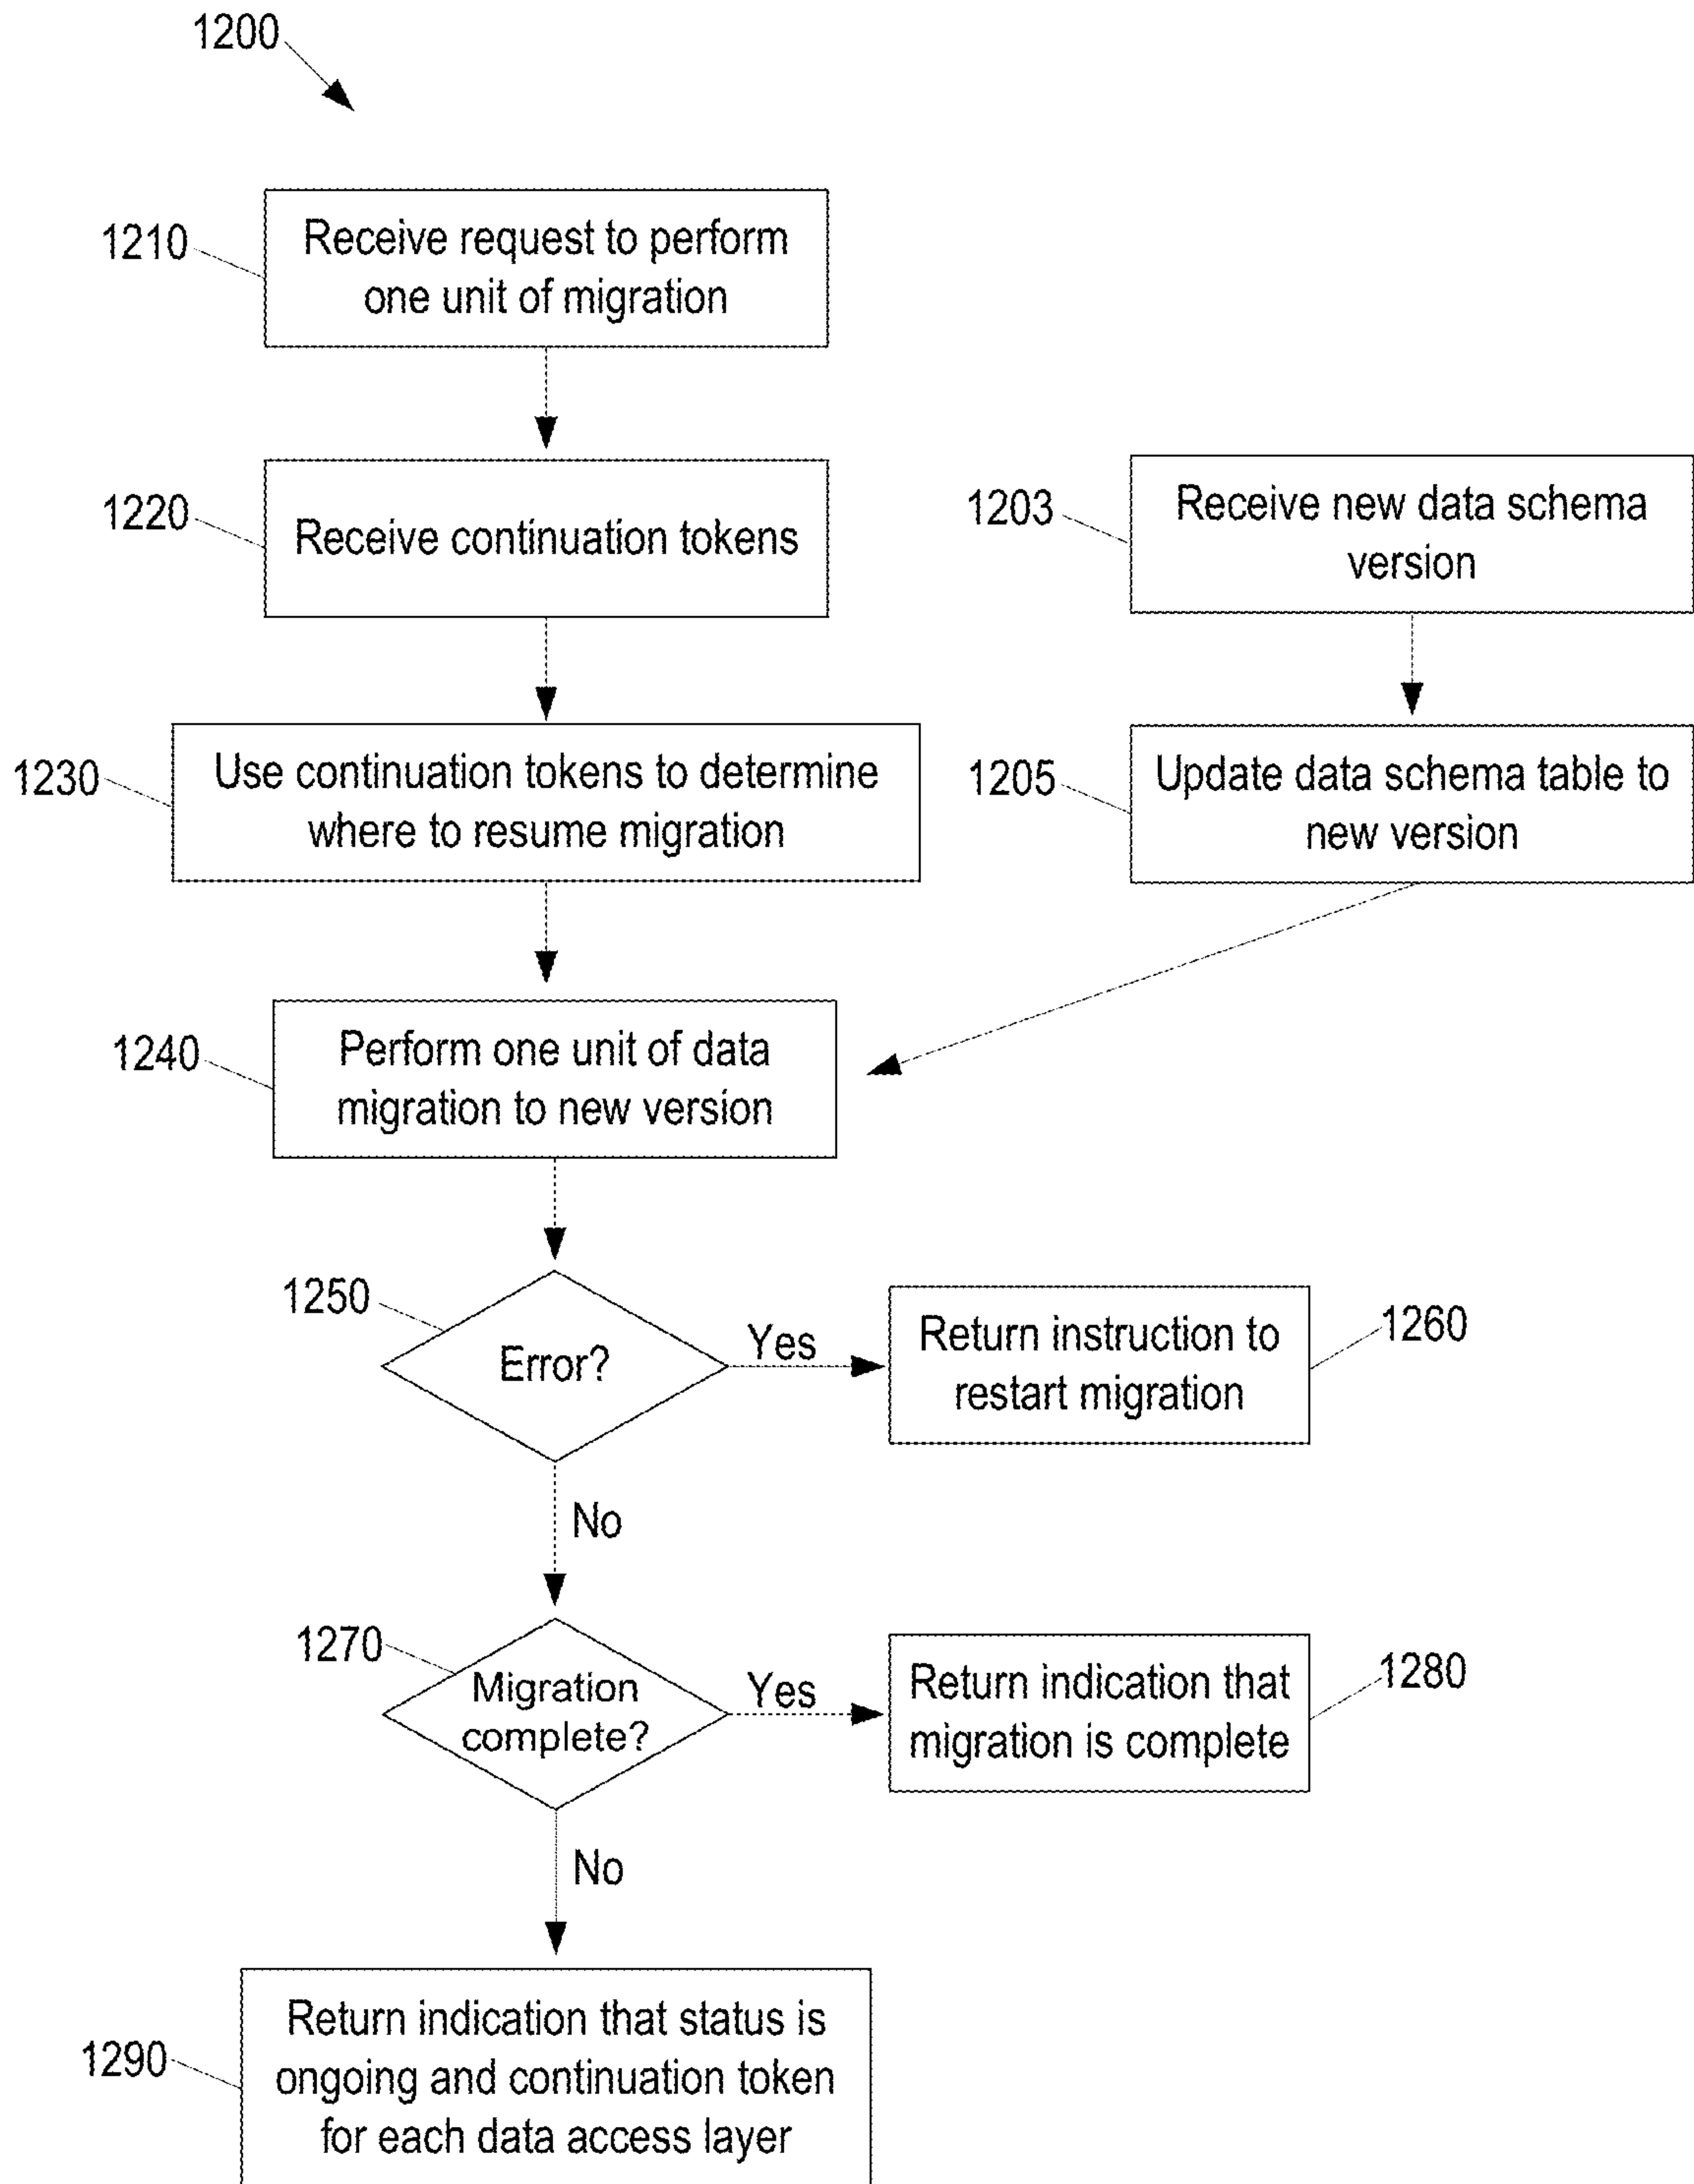 1200
1210
Receive request to perform
one unit of migration
1220
Receive continuation tokens
1203
Receive new data schema
version
1230
Use continuation tokens to determine
where to resume migration
1205
Update data schema table to
new version
1240
Perform one unit of data
migration to new version
1250
Error?
Yes
Return instruction to
restart migration
1260
No
1270
Migration
complete?
Yes
Return indication that
migration is complete
1280
No
1290
Return indication that status is
ongoing and continuation token
for each data access layer